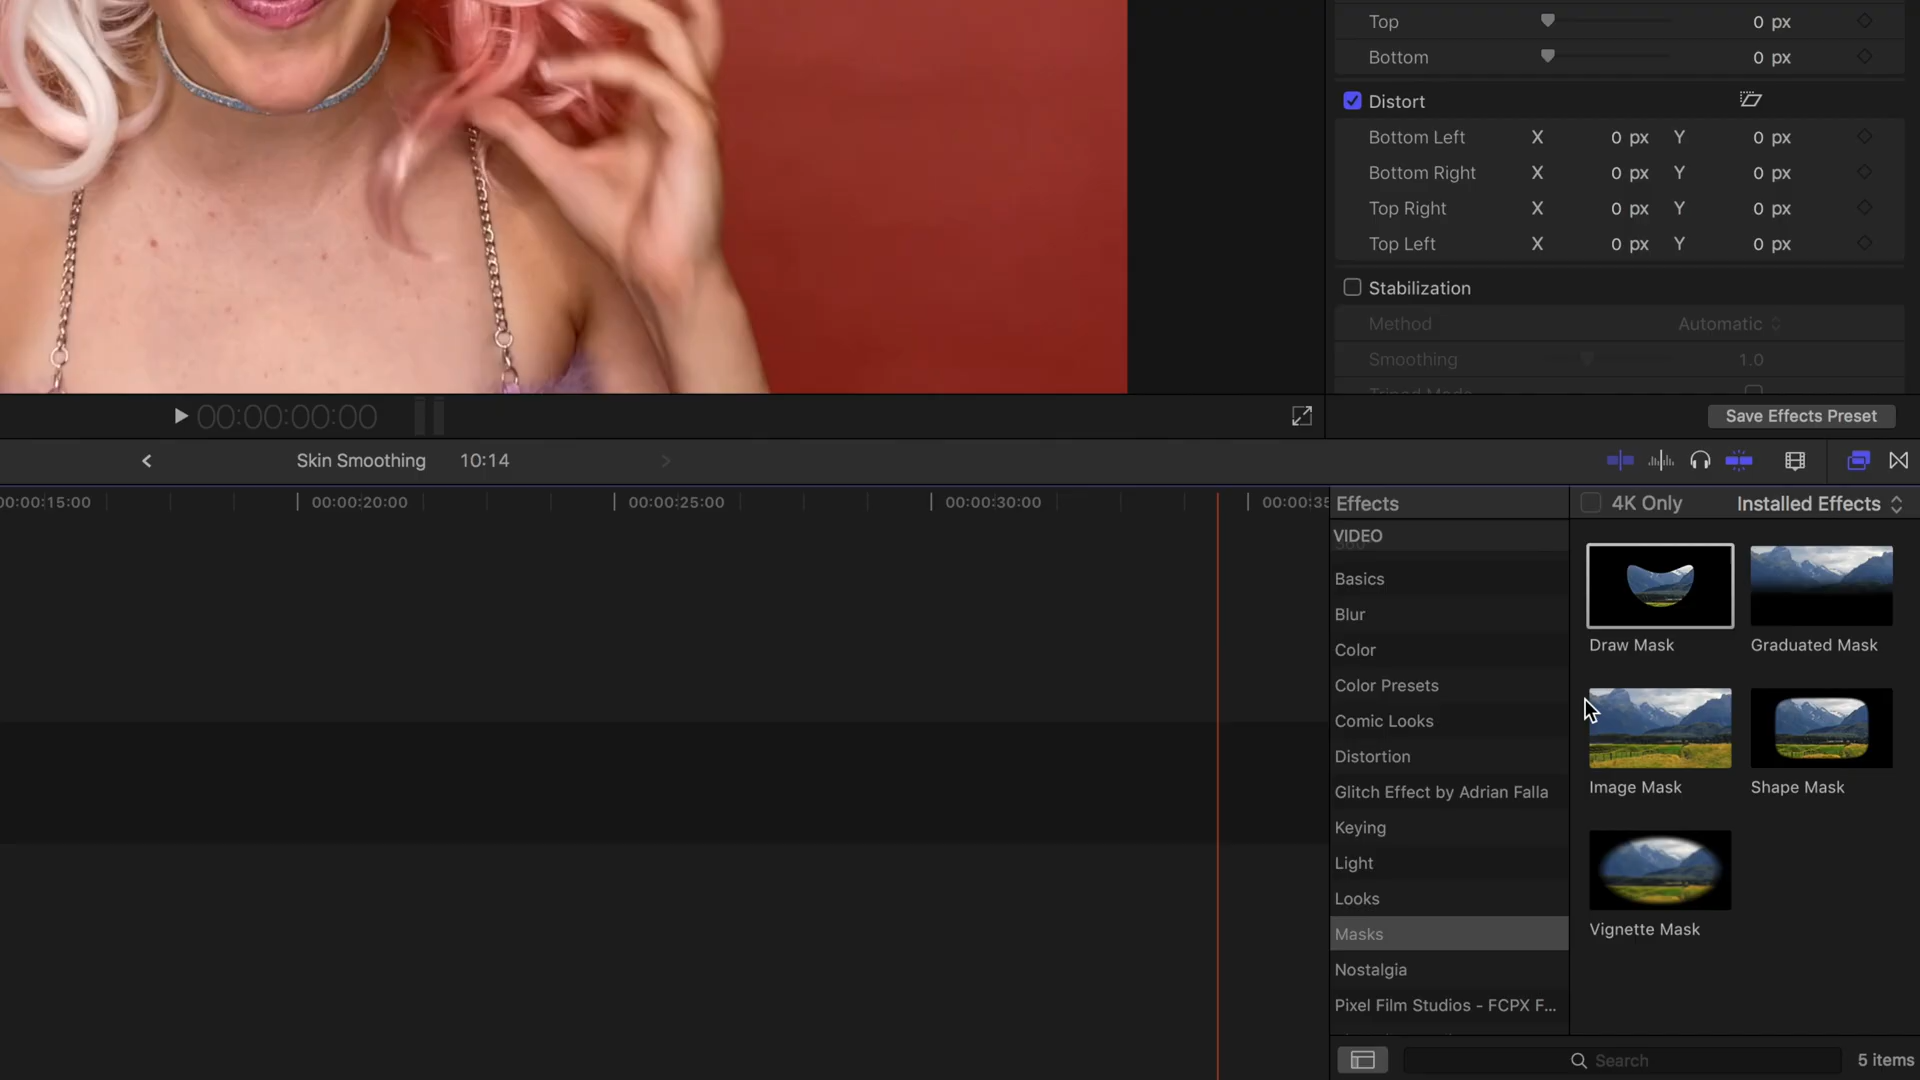 Top 0 px
Bottom 0 px
Distort
Bottom Left X 0 px Y 0 px
Bottom Right X 0 px Y 0 px
Top Right X 0 px Y 0 px
Top Left X 0 px Y 0 px
Stabilization
Method Automatic
Smoothing 1.0
Tripod Mode
00:00:00:00
Save Effects Preset
Skin Smoothing 10:14
00:00:15:00 00:00:20:00 00:00:25:00 00:00:30:00 00:00:35
Effects
4K Only Installed Effects
VIDEO
Basics
Blur
Color
Color Presets
Comic Looks
Distortion
Glitch Effect by Adrian Falla
Keying
Light
Looks
Masks
Nostalgia
Pixel Film Studios - FCPX F...
Draw Mask Graduated Mask
Image Mask Shape Mask
Vignette Mask
Search 5 items